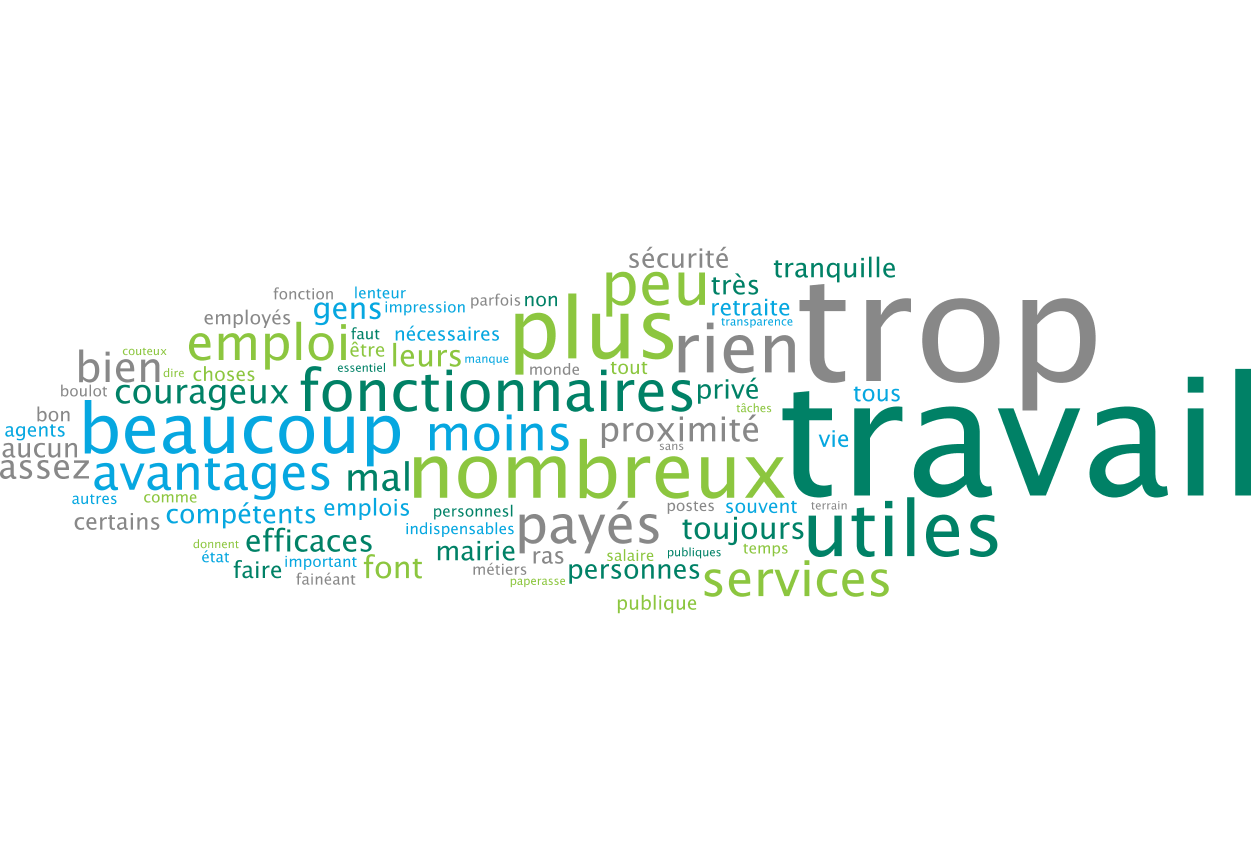 sécurité
tranquille
peu
très
trop
fonction
lenteur
gens
impression
parfois
non
retraite
transparence
employés
emploi
faut
nécessaires
plus
rien
être
leurs
manque
couteux
bien
dire
choses
essentiel
monde
tout
boulot
courageux
fonctionnaires
privé
tous
travail
tâches
bon
agents
beaucoup
moins
proximité
vie
sans
aucun
assez
avantages
mal
nombreux
autres
comme
certains
compétents
emplois
personnesl
indispensables
payés
postes
souvent
terrain
toujours
utiles
donnent
efficaces
état
important
mairie
ras
salaire
publiques
temps
faire
fainéant
font
métiers
paperasse
personnes
services
publique